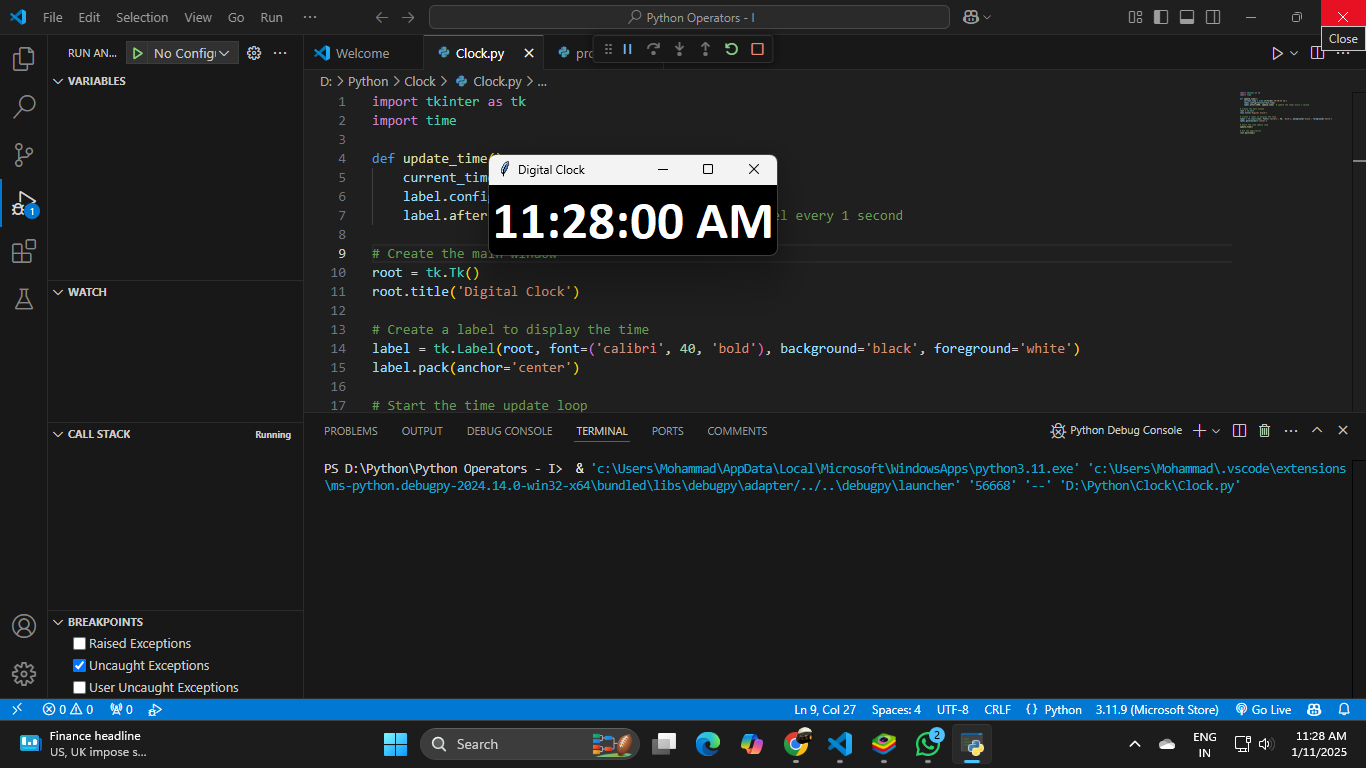 File Edit Selection View Go Run ··· Python Operators - I
Close
RUN AN... No Config ···
Welcome Clock.py
D: > Python > Clock > Clock.py > ...
VARIABLES
WATCH
CALL STACK Running
BREAKPOINTS
Raised Exceptions
Uncaught Exceptions
User Uncaught Exceptions
1
1 import tkinter as tk
2 import time
3
4 def update_time()
5 current_tim
6 label.config
7 label.after el every 1 second
8
9 # Create the main window
10 root = tk.Tk()
11 root.title('Digital Clock')
12
13 # Create a label to display the time
14 label = tk.Label(root, font=('calibri', 40, 'bold'), background='black', foreground='white')
15 label.pack(anchor='center')
16
17 # Start the time update loop
Digital Clock
11:28:00 AM
PROBLEMS OUTPUT DEBUG CONSOLE TERMINAL PORTS COMMENTS Python Debug Console
PS D:\Python\Python Operators - I> & 'c:\Users\Mohammad\AppData\Local\Microsoft\WindowsApps\python3.11.exe' 'c:\Users\Mohammad\.vscode\extensions
\ms-python.debugpy-2024.14.0-win32-x64\bundled\libs\debugpy\adapter/../..\debugpy\launcher' '56668' '--' 'D:\Python\Clock\Clock.py'
0 0 0 Ln 9, Col 27 Spaces: 4 UTF-8 CRLF {} Python 3.11.9 (Microsoft Store) Go Live
Finance headline
US, UK impose s...
Search
2
ENG
IN
11:28 AM
1/11/2025